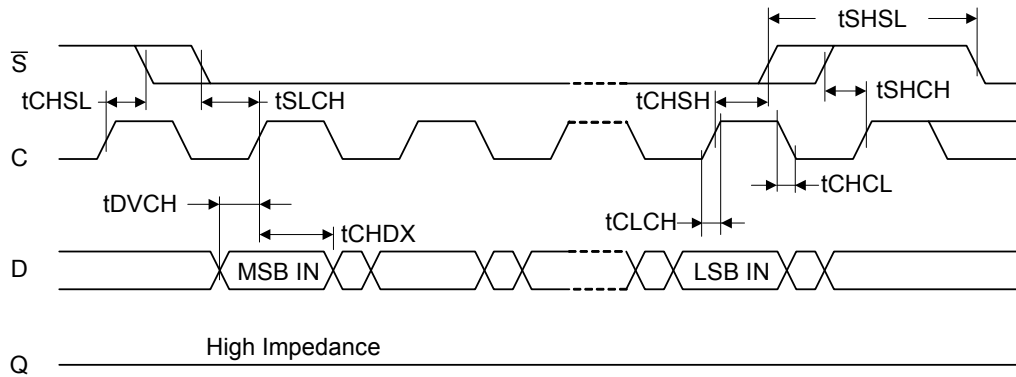 tSHSL
S̅
tCHSL
tSLCH
tCHSH
tSHCH
C
tDVCH
tCHDX
tCLCH
tCHCL
D
MSB IN
LSB IN
High Impedance
Q